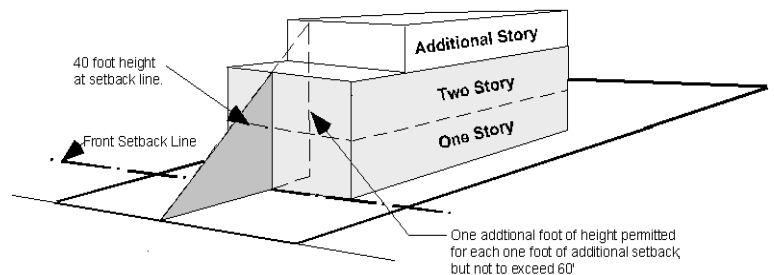 Additional Story
40 foot height
at setback line.
Two Story
One Story
Front Setback Line
One addtional foot of height permitted
for each one foot of additional setback,
but not to exceed 60'